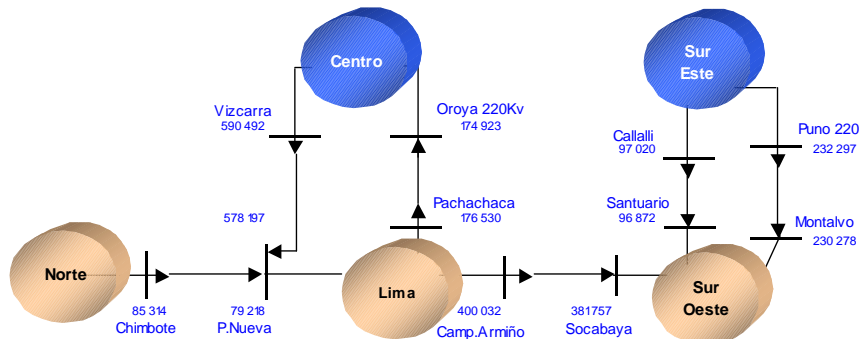 Centro
Sur
Este
Vizcarra
590 492
Oroya 220Kv
174 923
Callalli
97 020
Puno 220
232 297
578 197
Pachachaca
176 530
Santuario
96 872
Montalvo
230 278
Norte
Lima
Sur
Oeste
85 314
Chimbote
79 218
P.Nueva
400 032
Camp.Armiño
381757
Socabaya